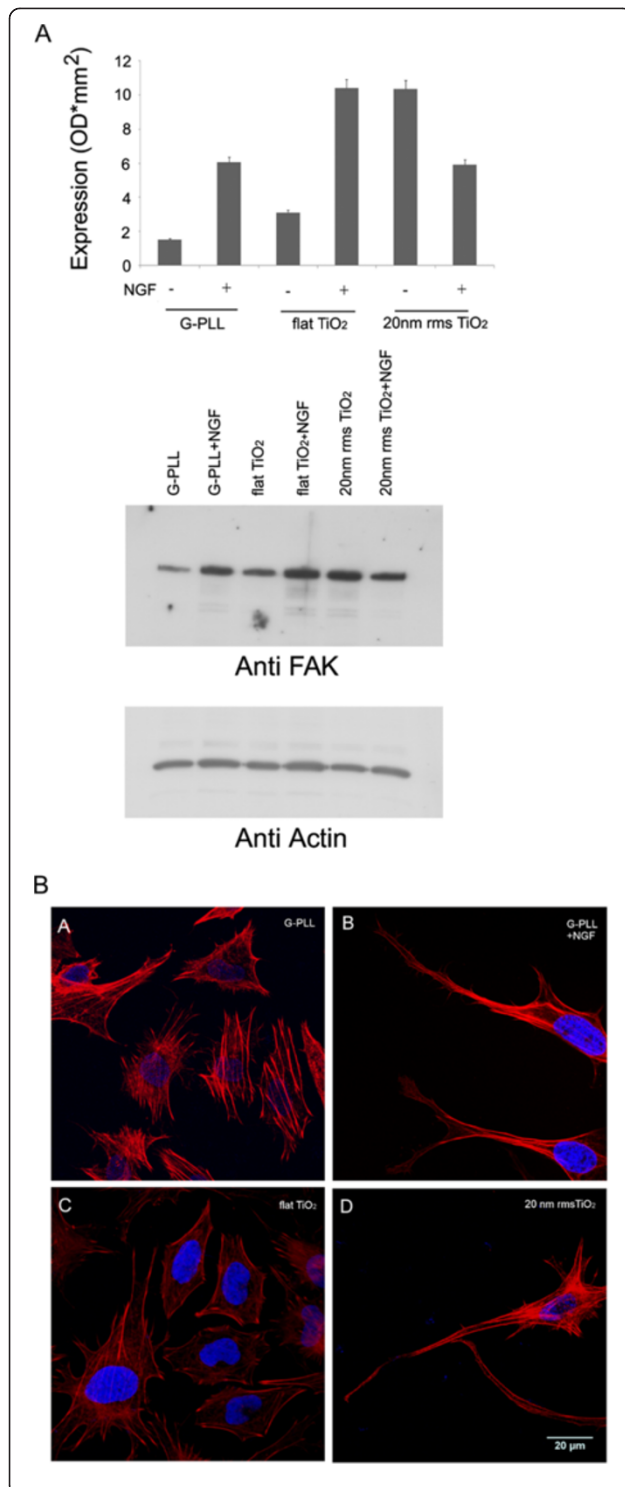 A
Expression (OD*mm²)
12
10
8
6
4
2
0
NGF - + - + - +
G-PLL flat TiO₂ 20nm rms TiO₂
G-PLL
G-PLL+NGF
flat TiO₂
flat TiO₂+NGF
20nm rms TiO₂
20nm rms TiO₂+NGF
Anti FAK
Anti Actin
B
A
G-PLL
B
G-PLL
+NGF
C
flat TiO₂
D
20 nm rmsTiO₂
20 µm